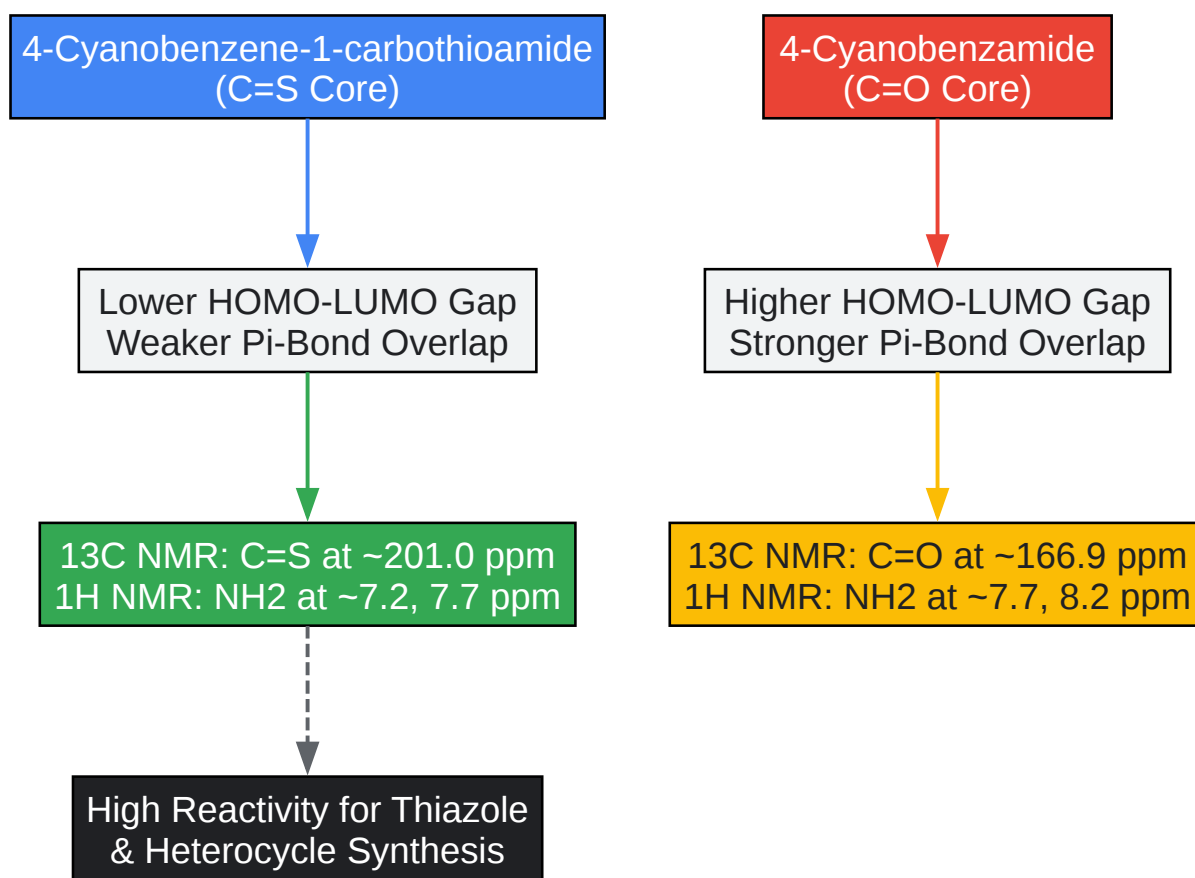 4-Cyanobenzene-1-carbothioamide
(C=S Core)
4-Cyanobenzamide
(C=O Core)
Lower HOMO-LUMO Gap
Weaker Pi-Bond Overlap
Higher HOMO-LUMO Gap
Stronger Pi-Bond Overlap
13C NMR: C=S at ~201.0 ppm
1H NMR: NH2 at ~7.2, 7.7 ppm
13C NMR: C=O at ~166.9 ppm
1H NMR: NH2 at ~7.7, 8.2 ppm
High Reactivity for Thiazole
& Heterocycle Synthesis